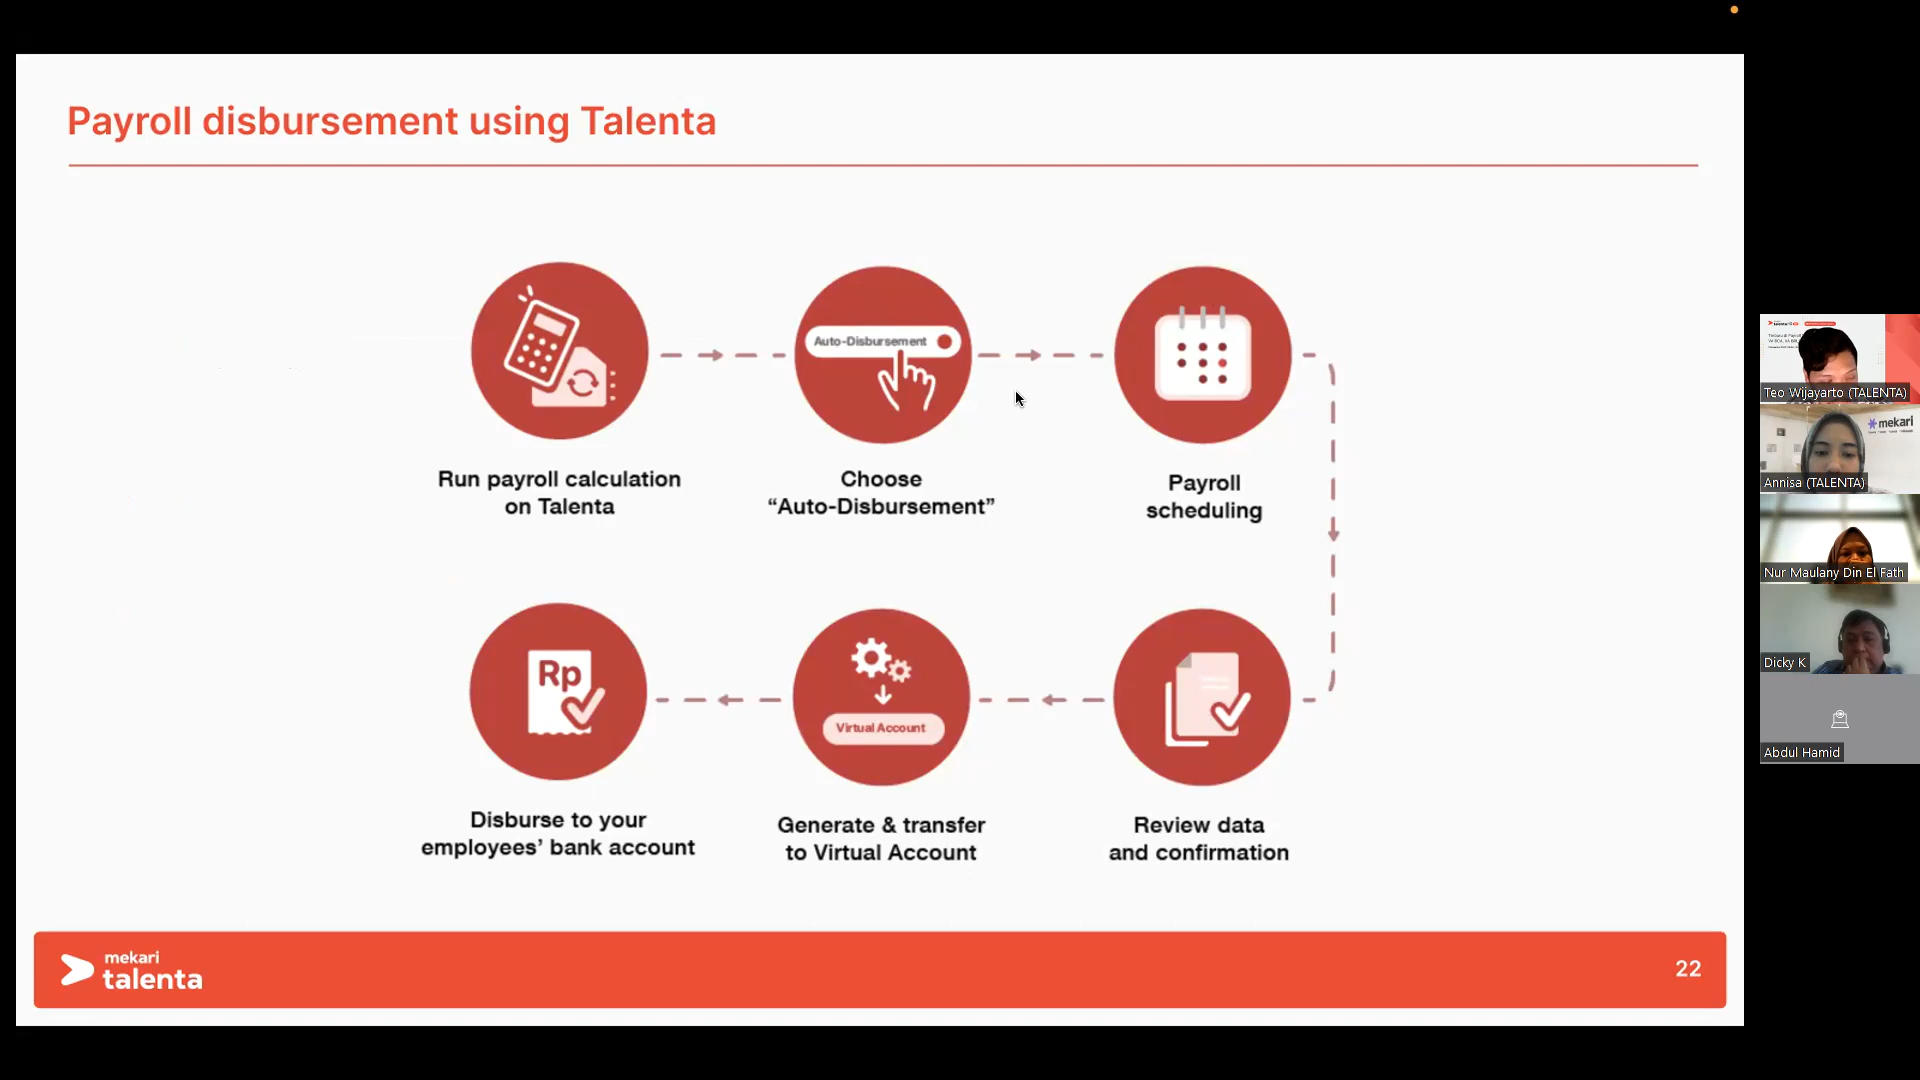 Payroll disbursement using Talenta
Auto-Disbursement
Run payroll calculation
on Talenta
Choose
“Auto-Disbursement”
Payroll
scheduling
Rp
Virtual Account
Disburse to your
employees’ bank account
Generate & transfer
to Virtual Account
Review data
and confirmation
mekari
talenta
22
Teo Wijayarto (TALENTA)
mekari
Annisa (TALENTA)
Nur Maulany Din El Fath
Dicky K
Abdul Hamid